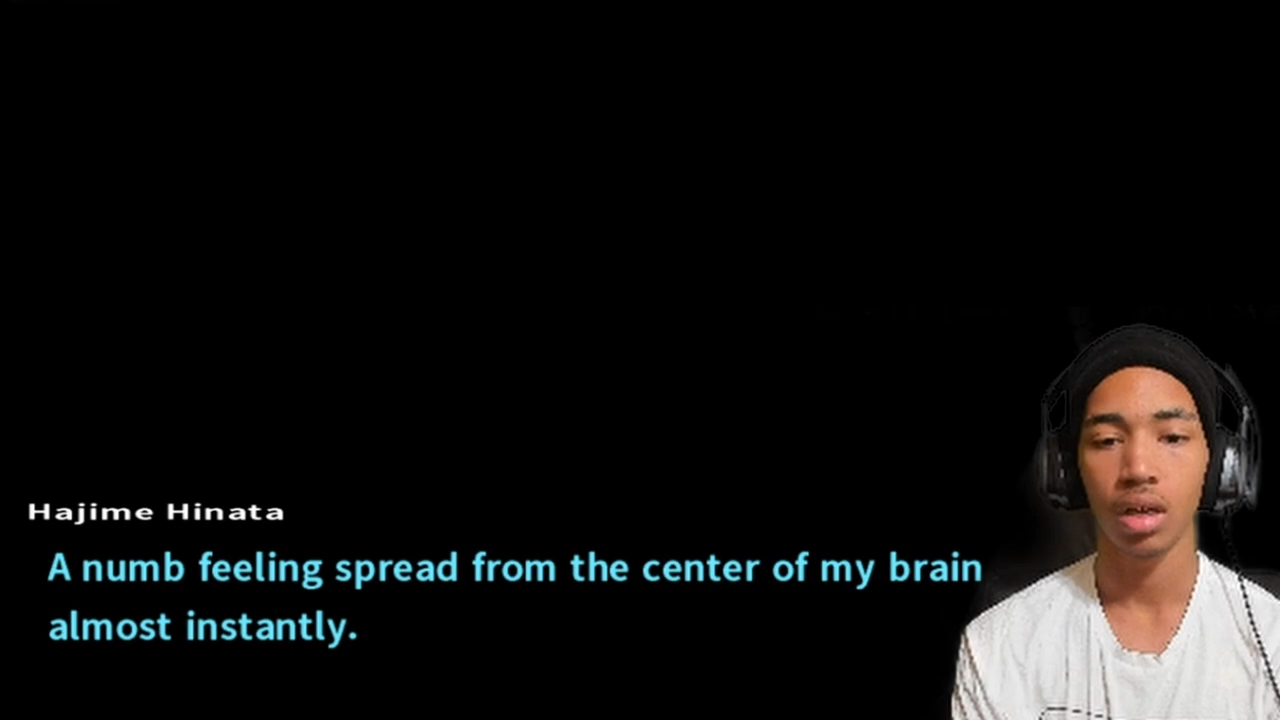 Hajime Hinata
A numb feeling spread from the center of my brain
almost instantly.